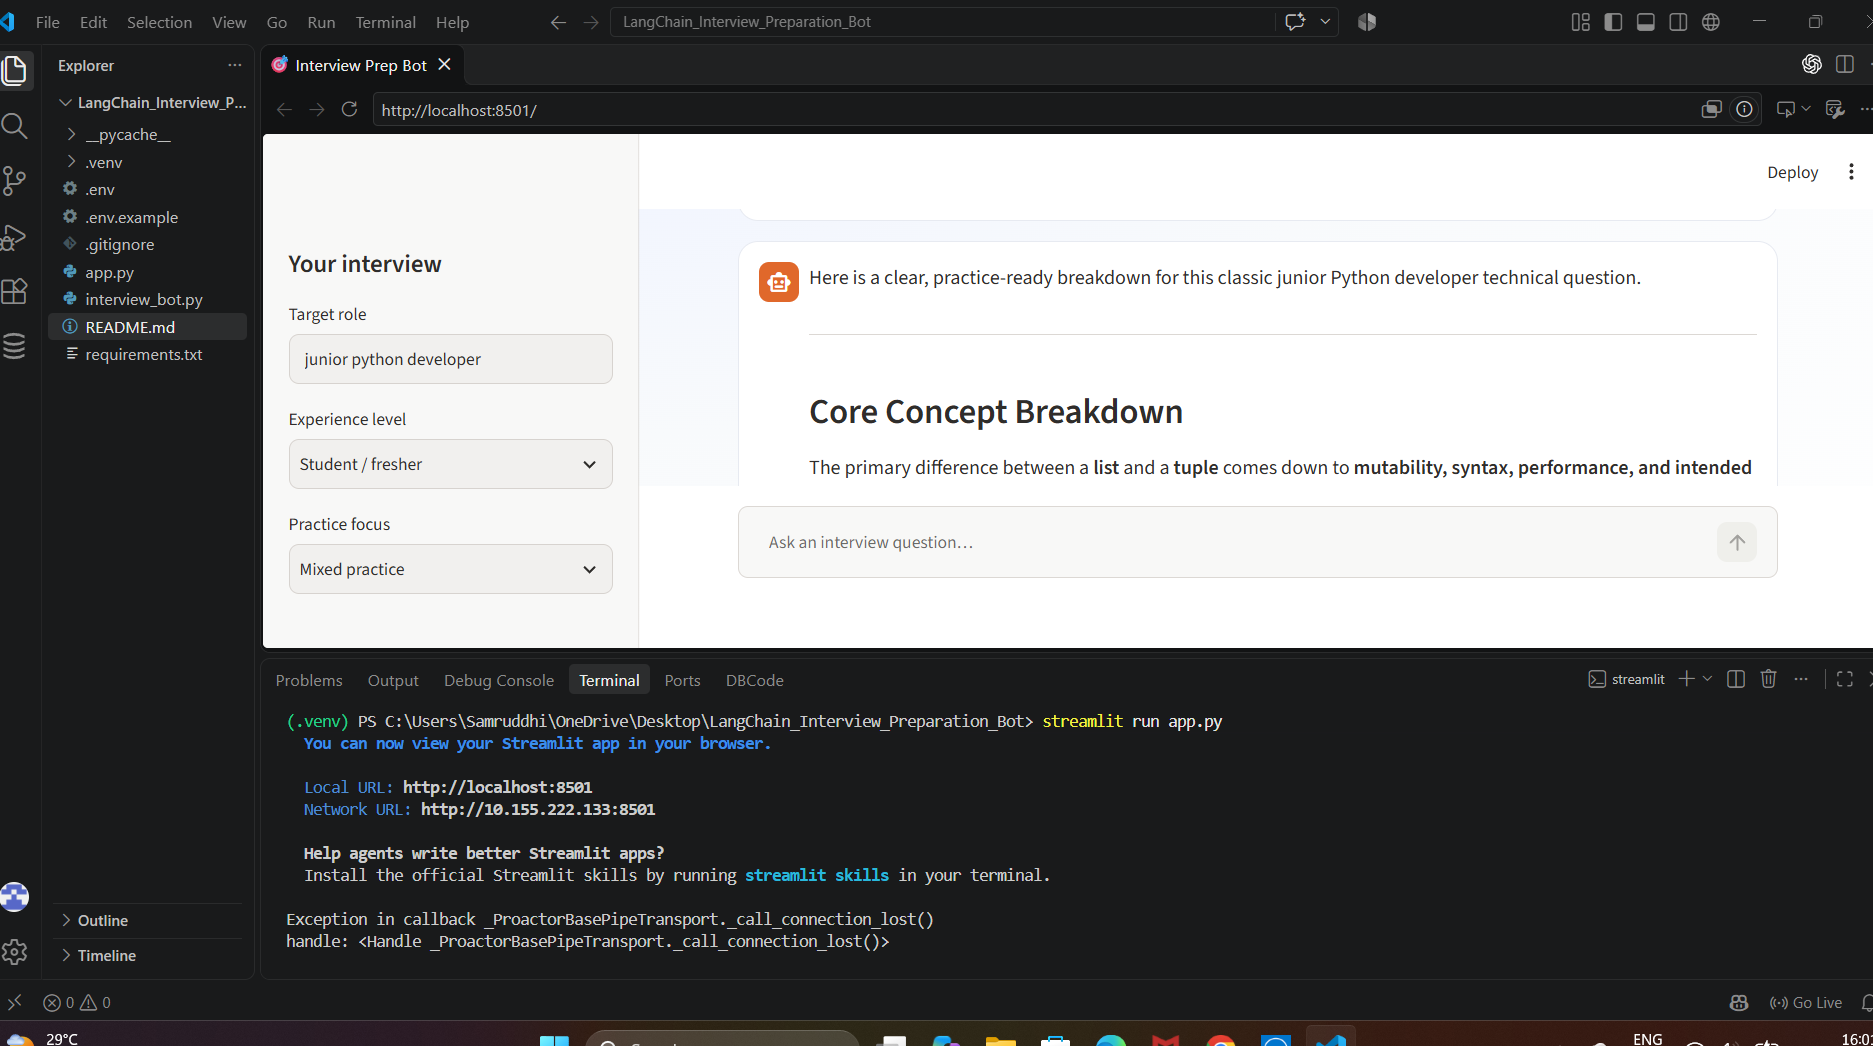 File Edit Selection View Go Run Terminal Help
LangChain_Interview_Preparation_Bot
Explorer
Interview Prep Bot
LangChain_Interview_P...
http://localhost:8501/
__pycache__
.venv
.env
.env.example
.gitignore
app.py
interview_bot.py
README.md
requirements.txt
Outline
Timeline
Deploy
Your interview
Target role
junior python developer
Experience level
Student / fresher
Practice focus
Mixed practice
Here is a clear, practice-ready breakdown for this classic junior Python developer technical question.
Core Concept Breakdown
The primary difference between a list and a tuple comes down to mutability, syntax, performance, and intended
Ask an interview question…
Problems Output Debug Console Terminal Ports DBCode
streamlit
(.venv) PS C:\Users\Samruddhi\OneDrive\Desktop\LangChain_Interview_Preparation_Bot> streamlit run app.py
You can now view your Streamlit app in your browser.
Local URL: http://localhost:8501
Network URL: http://10.155.222.133:8501
Help agents write better Streamlit apps?
Install the official Streamlit skills by running streamlit skills in your terminal.
Exception in callback _ProactorBasePipeTransport._call_connection_lost()
handle: <Handle _ProactorBasePipeTransport._call_connection_lost()>
0 0
Go Live
29°C
ENG